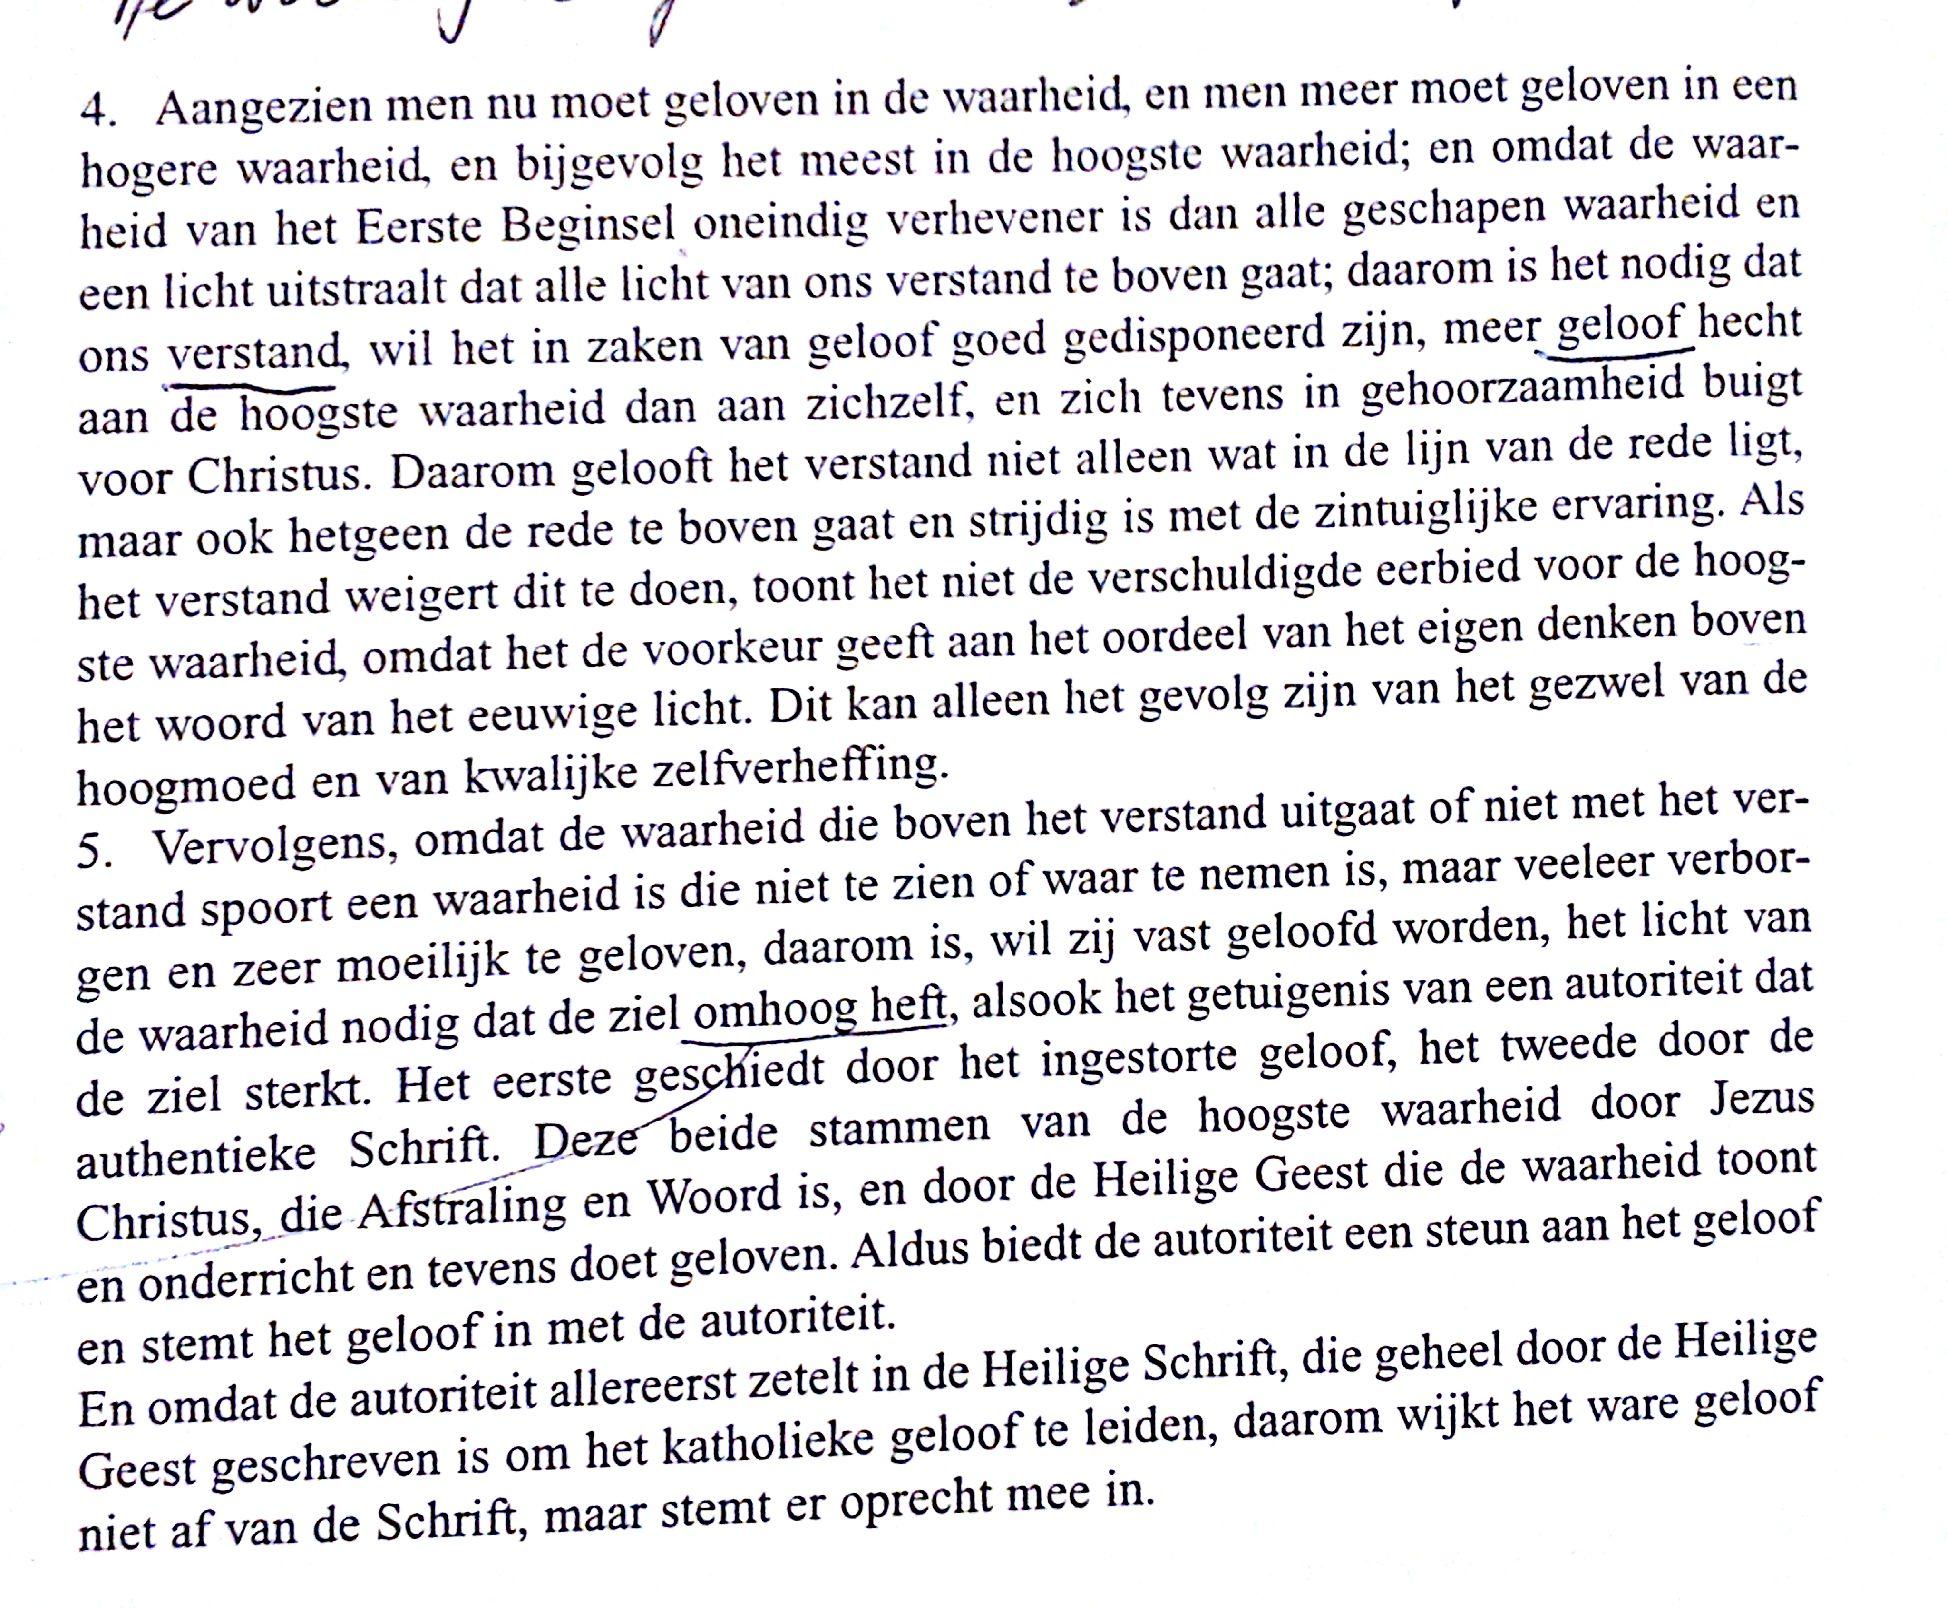 4. Aangezien men nu moet geloven in de waarheid, en men meer moet geloven in een
hogere waarheid, en bijgevolg het meest in de hoogste waarheid; en omdat de waar-
heid van het Eerste Beginsel oneindig verhevener is dan alle geschapen waarheid en
een licht uitstraalt dat alle licht van ons verstand te boven gaat; daarom is het nodig dat
ons verstand, wil het in zaken van geloof goed gedisponeerd zijn, meer geloof hecht
aan de hoogste waarheid dan aan zichzelf, en zich tevens in gehoorzaamheid buigt
voor Christus. Daarom gelooft het verstand niet alleen wat in de lijn van de rede ligt,
maar ook hetgeen de rede te boven gaat en strijdig is met de zintuiglijke ervaring. Als
het verstand weigert dit te doen, toont het niet de verschuldigde eerbied voor de hoog-
ste waarheid, omdat het de voorkeur geeft aan het oordeel van het eigen denken boven
het woord van het eeuwige licht. Dit kan alleen het gevolg zijn van het gezwel van de
hoogmoed en van kwalijke zelfverheffing.
5. Vervolgens, omdat de waarheid die boven het verstand uitgaat of niet met het ver-
stand spoort een waarheid is die niet te zien of waar te nemen is, maar veeleer verbor-
gen en zeer moeilijk te geloven, daarom is, wil zij vast geloofd worden, het licht van
de waarheid nodig dat de ziel omhoog heft, alsook het getuigenis van een autoriteit dat
de ziel sterkt. Het eerste geschiedt door het ingestorte geloof, het tweede door de
authentieke Schrift. Deze beide stammen van de hoogste waarheid door Jezus
Christus, die Afstraling en Woord is, en door de Heilige Geest die de waarheid toont
en onderricht en tevens doet geloven. Aldus biedt de autoriteit een steun aan het geloof
en stemt het geloof in met de autoriteit.
En omdat de autoriteit allereerst zetelt in de Heilige Schrift, die geheel door de Heilige
Geest geschreven is om het katholieke geloof te leiden, daarom wijkt het ware geloof
niet af van de Schrift, maar stemt er oprecht mee in.